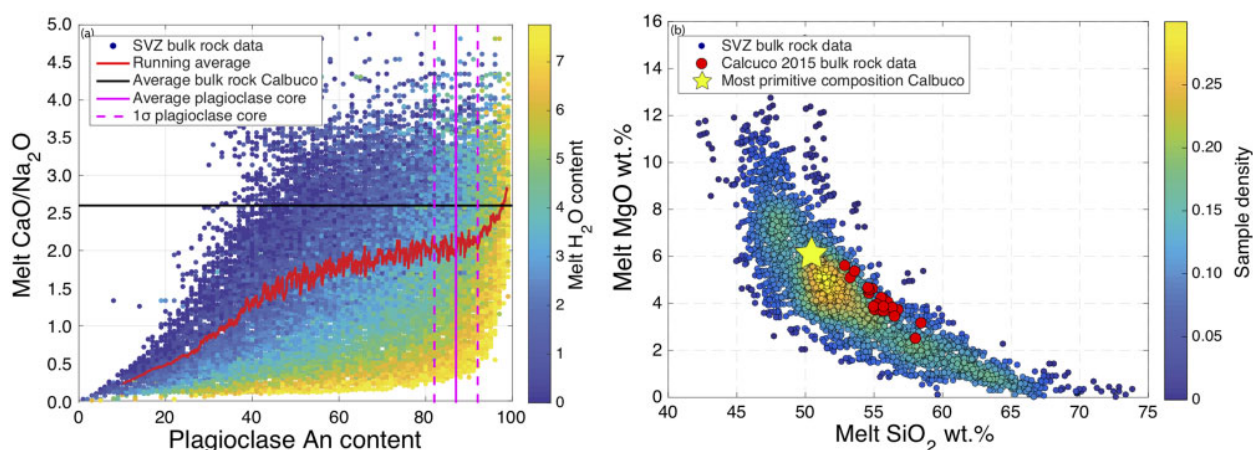 (a)
SVZ bulk rock data
Running average
Average bulk rock Calbuco
Average plagioclase core
1σ plagioclase core
5.0
4.5
4.0
3.5
3.0
2.5
2.0
1.5
1.0
0.5
0.0
Melt CaO/Na₂O
0 20 40 60 80 100
Plagioclase An content
7
6
5
4
3
2
1
0
Melt H₂O content
(b)
SVZ bulk rock data
Calcuco 2015 bulk rock data
Most primitive composition Calbuco
16
14
12
10
8
6
4
2
0
Melt MgO wt.%
40 45 50 55 60 65 70 75
Melt SiO₂ wt.%
0.25
0.20
0.15
0.10
0.05
0
Sample density